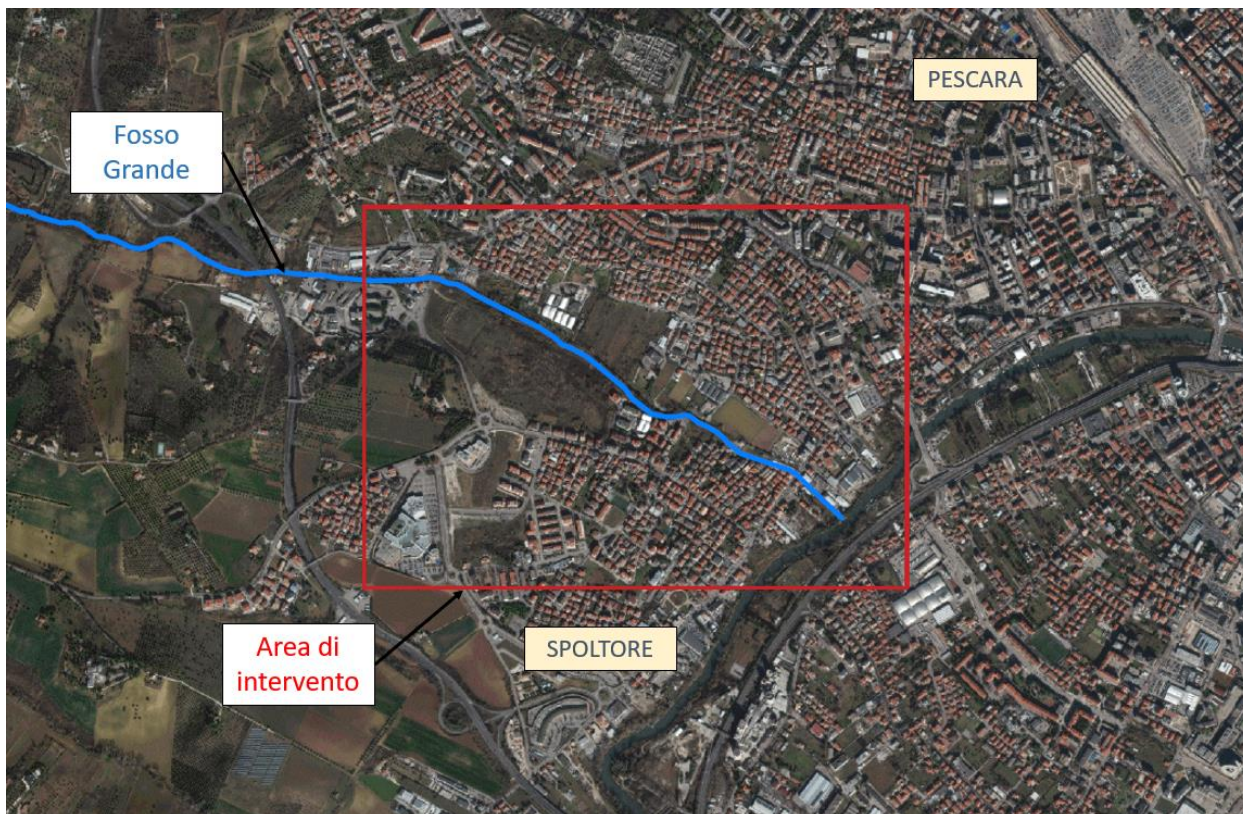 PESCARA
Fosso
Grande
Area di
intervento
SPOLTORE